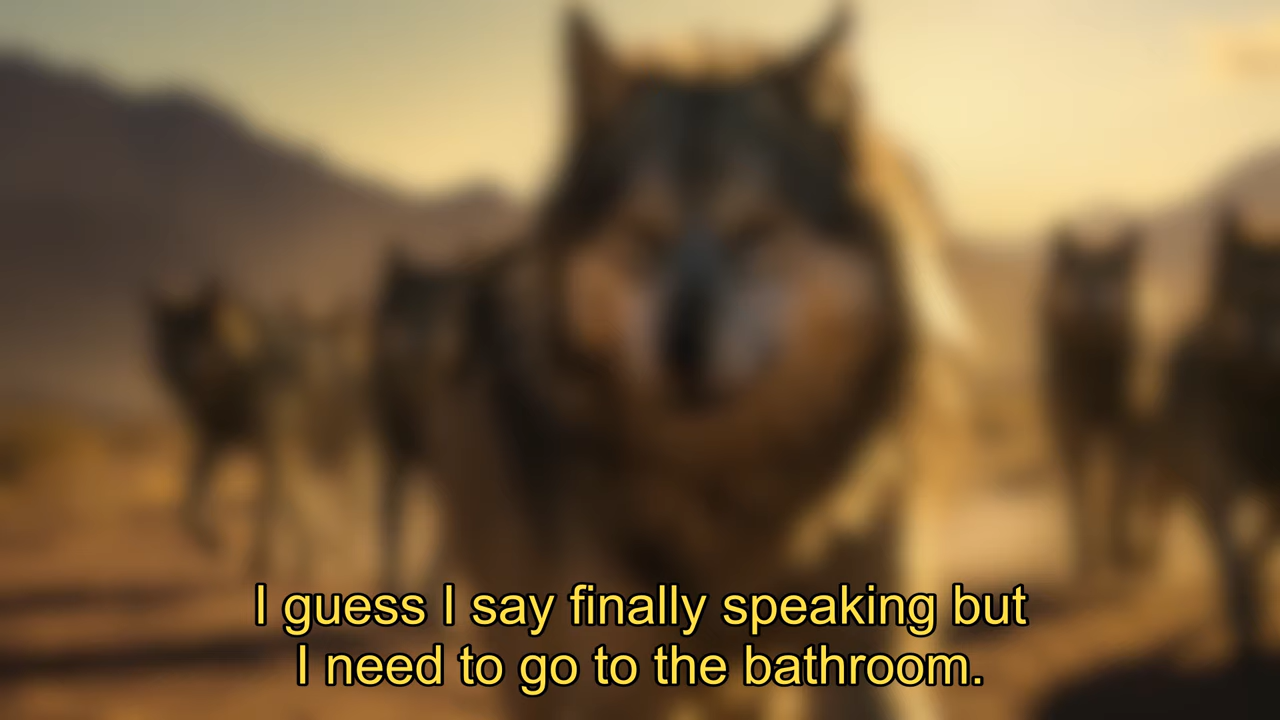 I guess I say finally speaking but
I need to go to the bathroom.